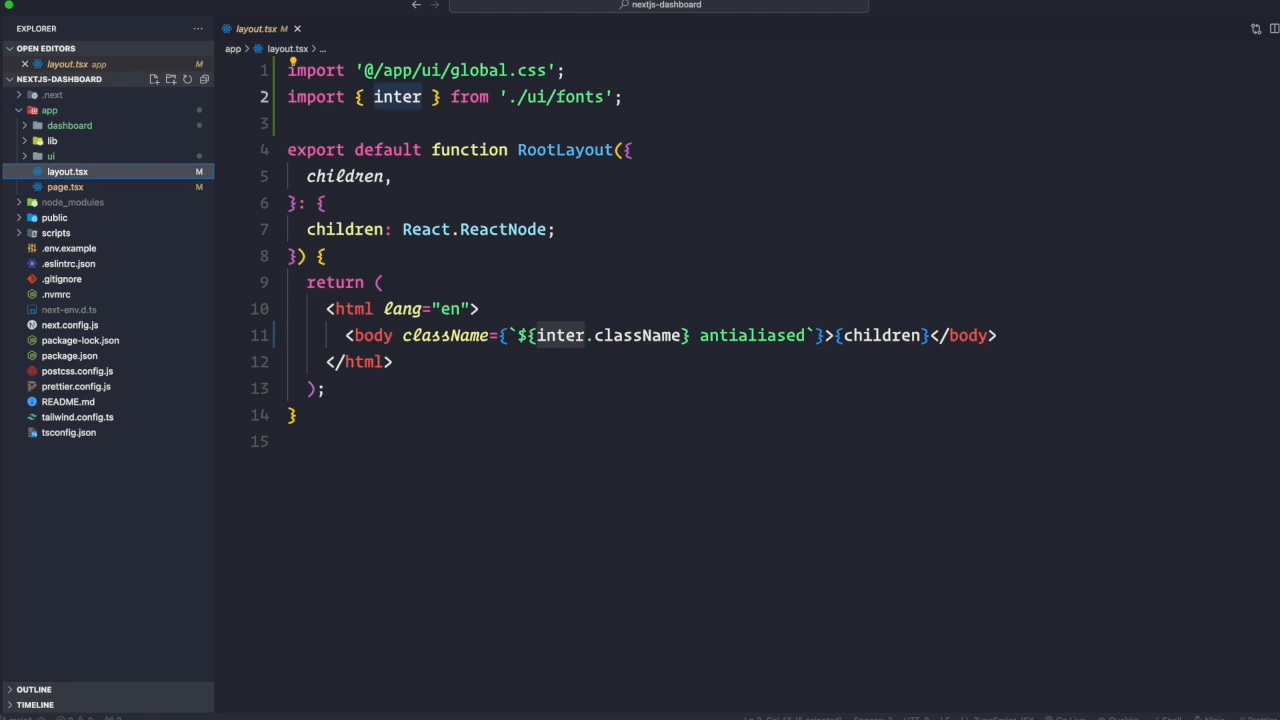 nextjs-dashboard
EXPLORER
layout.tsx M
OPEN EDITORS
layout.tsx app M
NEXTJS-DASHBOARD
.next
app
dashboard
lib
ui
layout.tsx M
page.tsx M
node_modules
public
scripts
.env.example
.eslintrc.json
.gitignore
.nvmrc
next-env.d.ts
next.config.js
package-lock.json
package.json
postcss.config.js
prettier.config.js
README.md
tailwind.config.ts
tsconfig.json
OUTLINE
TIMELINE
app > layout.tsx > ...
1 import '@/app/ui/global.css';
2 import { inter } from './ui/fonts';
3
4 export default function RootLayout({
5 children,
6 }: {
7 children: React.ReactNode;
8 }) {
9 return (
10 <html lang="en">
11 <body className={`${inter.className} antialiased`}>{children}</body>
12 </html>
13 );
14 }
15